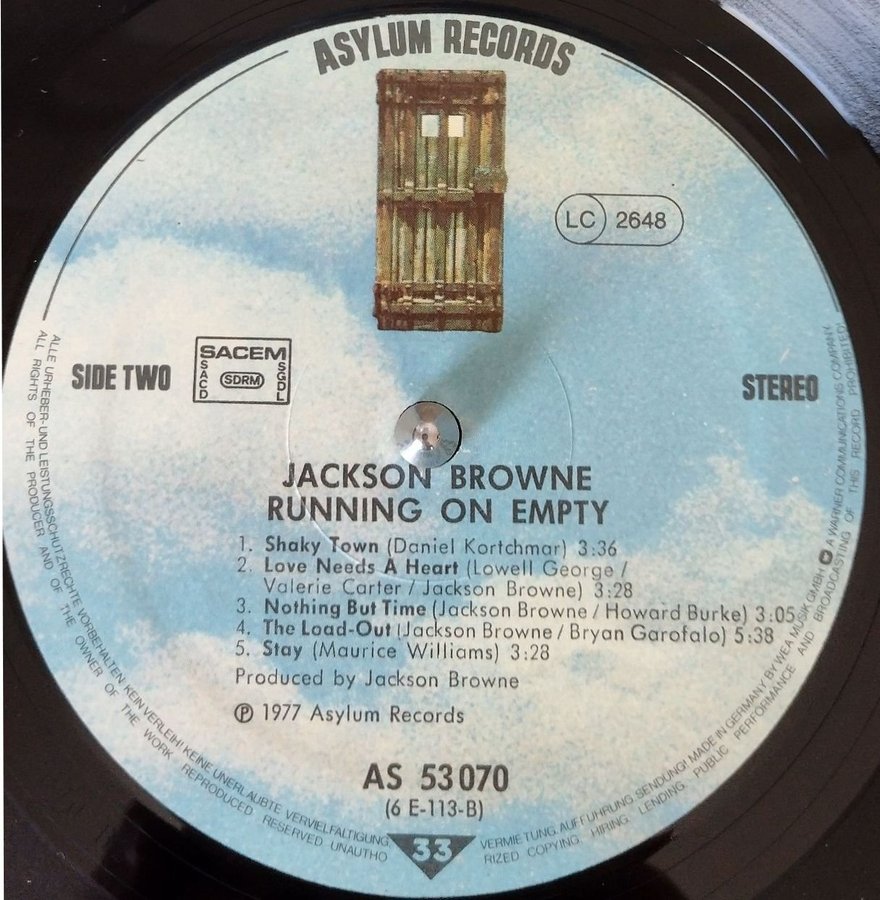 ASYLUM RECORDS
LC 2648
SIDE TWO
SACEM
SACD
SDRM
SGDL
STEREO
JACKSON BROWNE
RUNNING ON EMPTY
1. Shaky Town (Daniel Kortchmar) 3:36
2. Love Needs A Heart (Lowell George /
Valerie Carter / Jackson Browne) 3:28
3. Nothing But Time (Jackson Browne / Howard Burke) 3:05
4. The Load-Out (Jackson Browne / Bryan Garofalo) 5:38
5. Stay (Maurice Williams) 3:28
Produced by Jackson Browne
℗ 1977 Asylum Records
AS 53 070
(6 E-113-B)
33
ALLE URHEBER- UND LEISTUNGSSCHUTZRECHTE VORBEHALTEN KEIN VERLEIH! KEINE UNERLAUBTE VERVIELFÄLTIGUNG, VERMIETUNG, AUFFÜHRUNG, SENDUNG! MADE IN GERMANY BY WEA MUSIK GMBH A WARNER COMMUNICATIONS COMPANY
ALL RIGHTS OF THE PRODUCER AND OF THE OWNER OF THE WORK REPRODUCED RESERVED UNAUTHORIZED COPYING, HIRING, LENDING, PUBLIC PERFORMANCE AND BROADCASTING OF THIS RECORD PROHIBITED